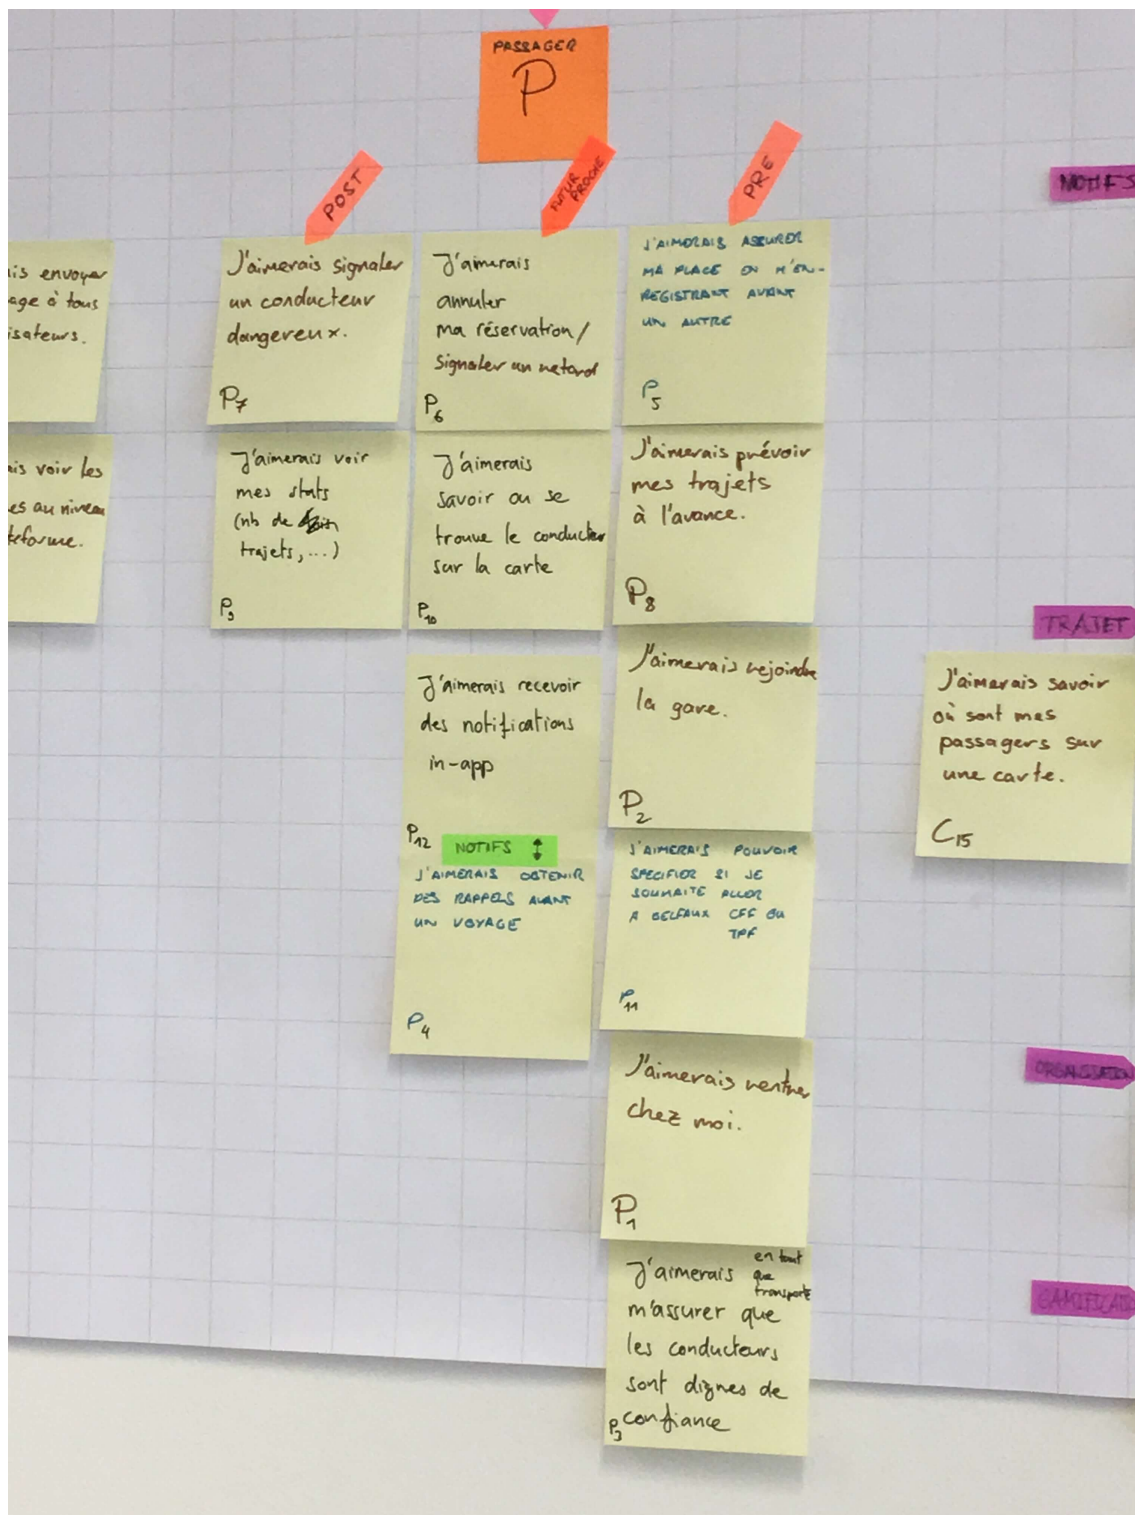 PASSAGER
P
POST
FUTUR
PROCHE
PRE
NOTIFS
is envoyer
age à tous
isateurs.
is voir les
es au niveau
teforme.
J'aimerais signaler
un conducteur
dangereux.
P7
J'aimerais voir
mes stats
(nb de
trajets, ...)
P9
J'aimerais
annuler
ma réservation/
signaler un retard
P6
J'aimerais
savoir ou se
trouve le conducteur
sur la carte
P10
J'aimerais recevoir
des notifications
in-app
P12
NOTIFS ↕
J'AIMERAIS OBTENIR
DES RAPPELS AVANT
UN VOYAGE
P4
J'AIMERAIS ASSURER
MA PLACE EN M'EN-
REGISTRANT AVANT
UN AUTRE
P5
J'aimerais prévoir
mes trajets
à l'avance.
P8
J'aimerais rejoindre
la gare.
P2
J'AIMERAIS POUVOIR
SPECIFIER SI JE
SOUHAITE ALLER
A BELFAUX CFF OU
TPF
P11
J'aimerais rentrer
chez moi.
P1
J'aimerais en tant
que
transporté
m'assurer que
les conducteurs
sont dignes de
confiance
P3
TRAJET
J'aimerais savoir
où sont mes
passagers sur
une carte.
C15
ORGANISATION
GAMIFICATI